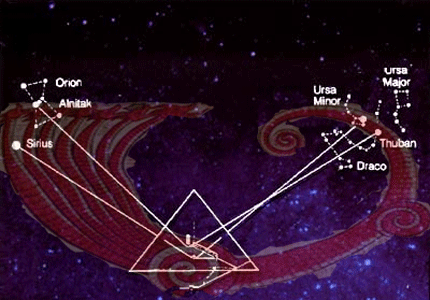 Orion
Alnitak
Sirius
Ursa
Minor
Ursa
Major
Thuban
Draco